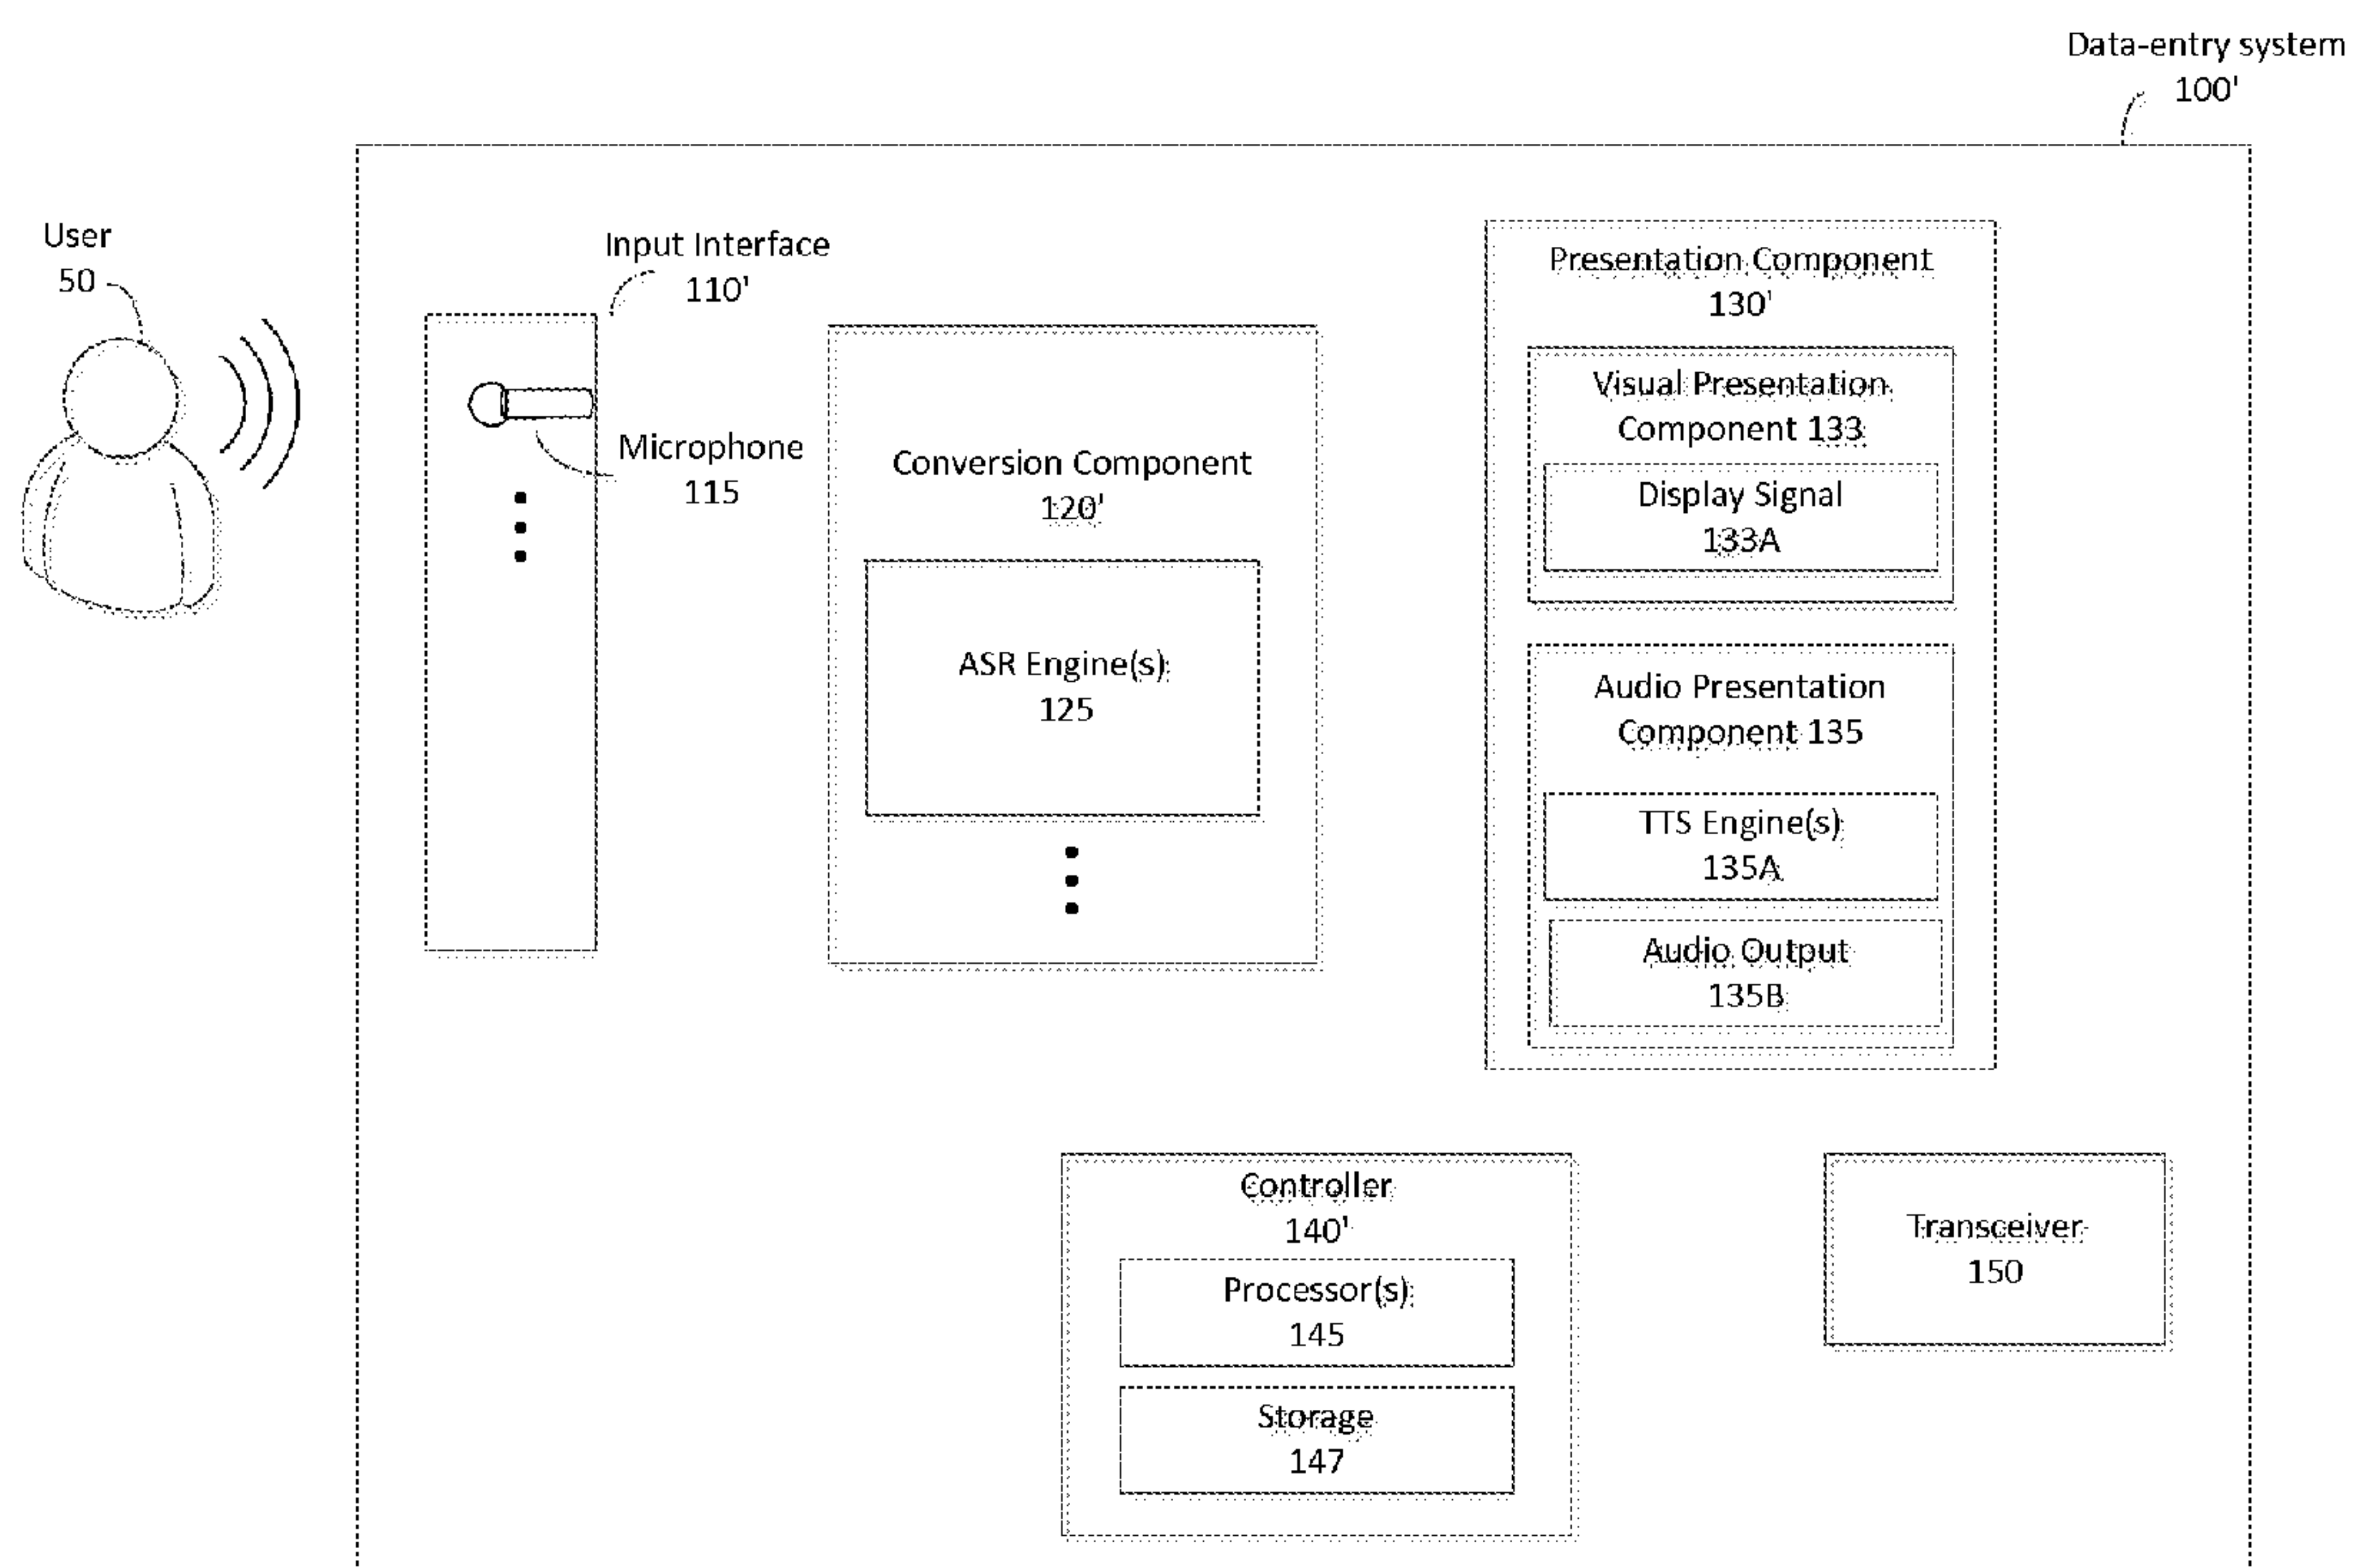 Data-entry system
100'
User
50
Input Interface
110'
Microphone
115
Conversion Component
120'
ASR Engine(s)
125
Presentation Component
130'
Visual Presentation
Component 133
Display Signal
133A
Audio Presentation
Component 135
TTS Engine(s)
135A
Audio Output
135B
Controller
140'
Processor(s)
145
Storage
147
Transceiver
150